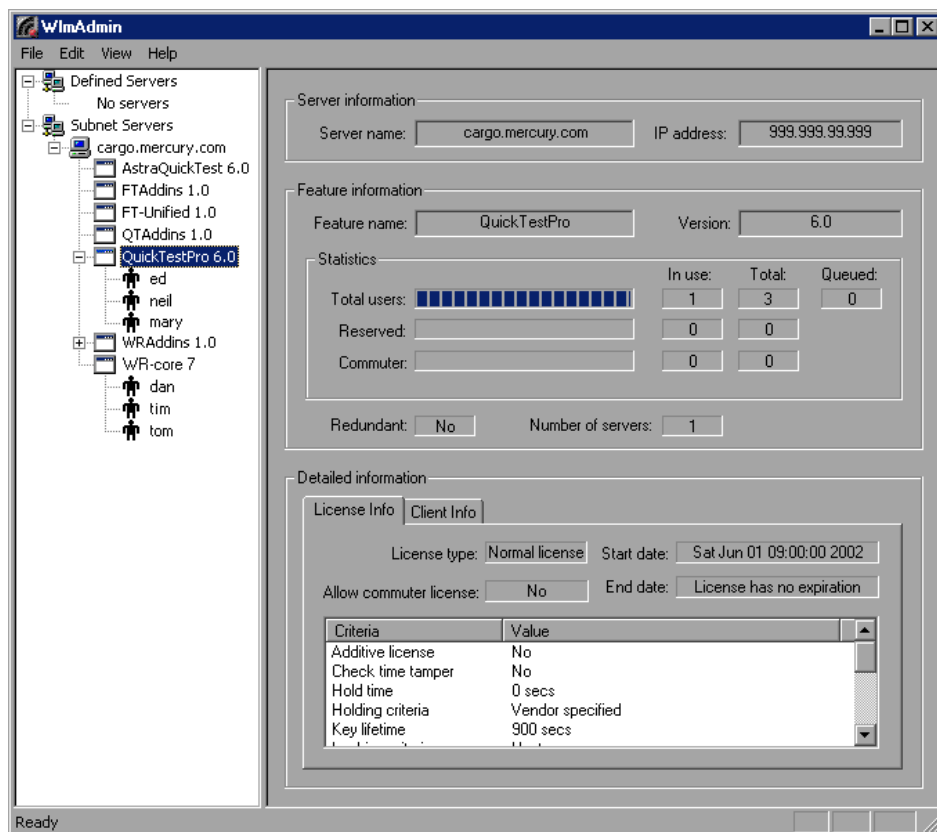 WlmAdmin
File Edit View Help
Defined Servers
No servers
Subnet Servers
cargo.mercury.com
AstraQuickTest 6.0
FTAddins 1.0
FT-Unified 1.0
QTAddins 1.0
QuickTestPro 6.0
ed
neil
mary
WRAddins 1.0
WR-core 7
dan
tim
tom
Server information
Server name: cargo.mercury.com IP address: 999.999.99.999
Feature information
Feature name: QuickTestPro Version: 6.0
Statistics
In use: Total: Queued:
Total users: 1 3 0
Reserved: 0 0
Commuter: 0 0
Redundant: No Number of servers: 1
Detailed information
License Info Client Info
License type: Normal license Start date: Sat Jun 01 09:00:00 2002
Allow commuter license: No End date: License has no expiration
Criteria Value
Additive license No
Check time tamper No
Hold time 0 secs
Holding criteria Vendor specified
Key lifetime 900 secs
Ready